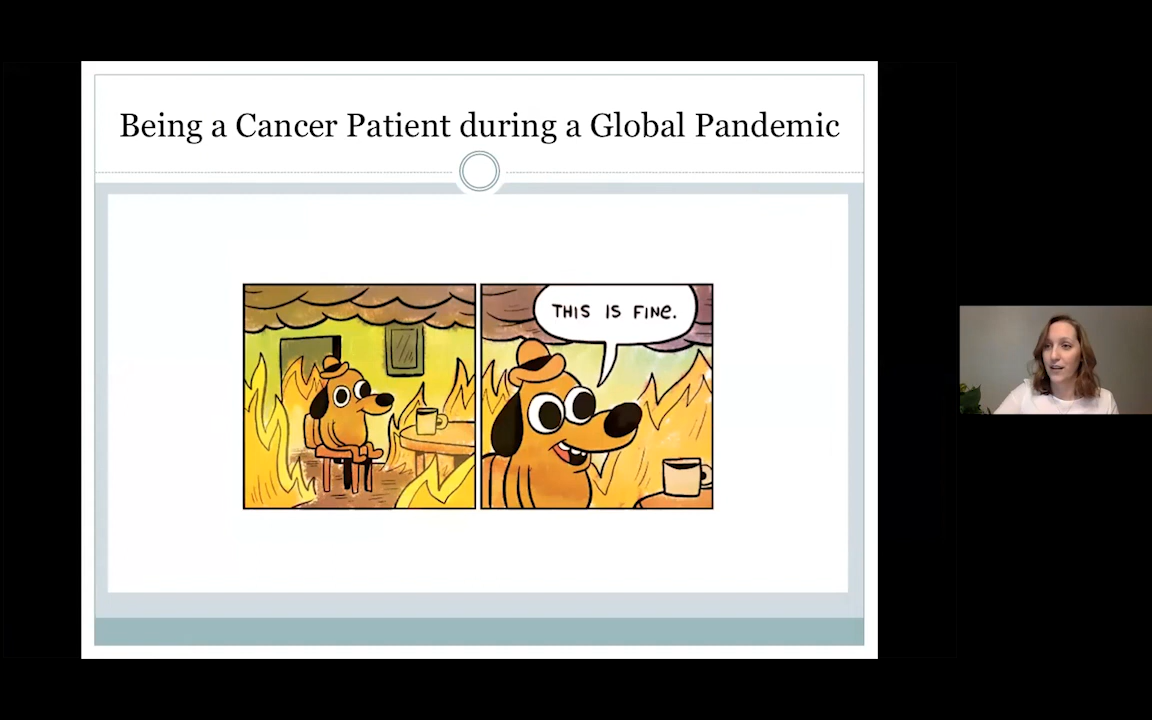 Being a Cancer Patient during a Global Pandemic
THIS IS FINE.